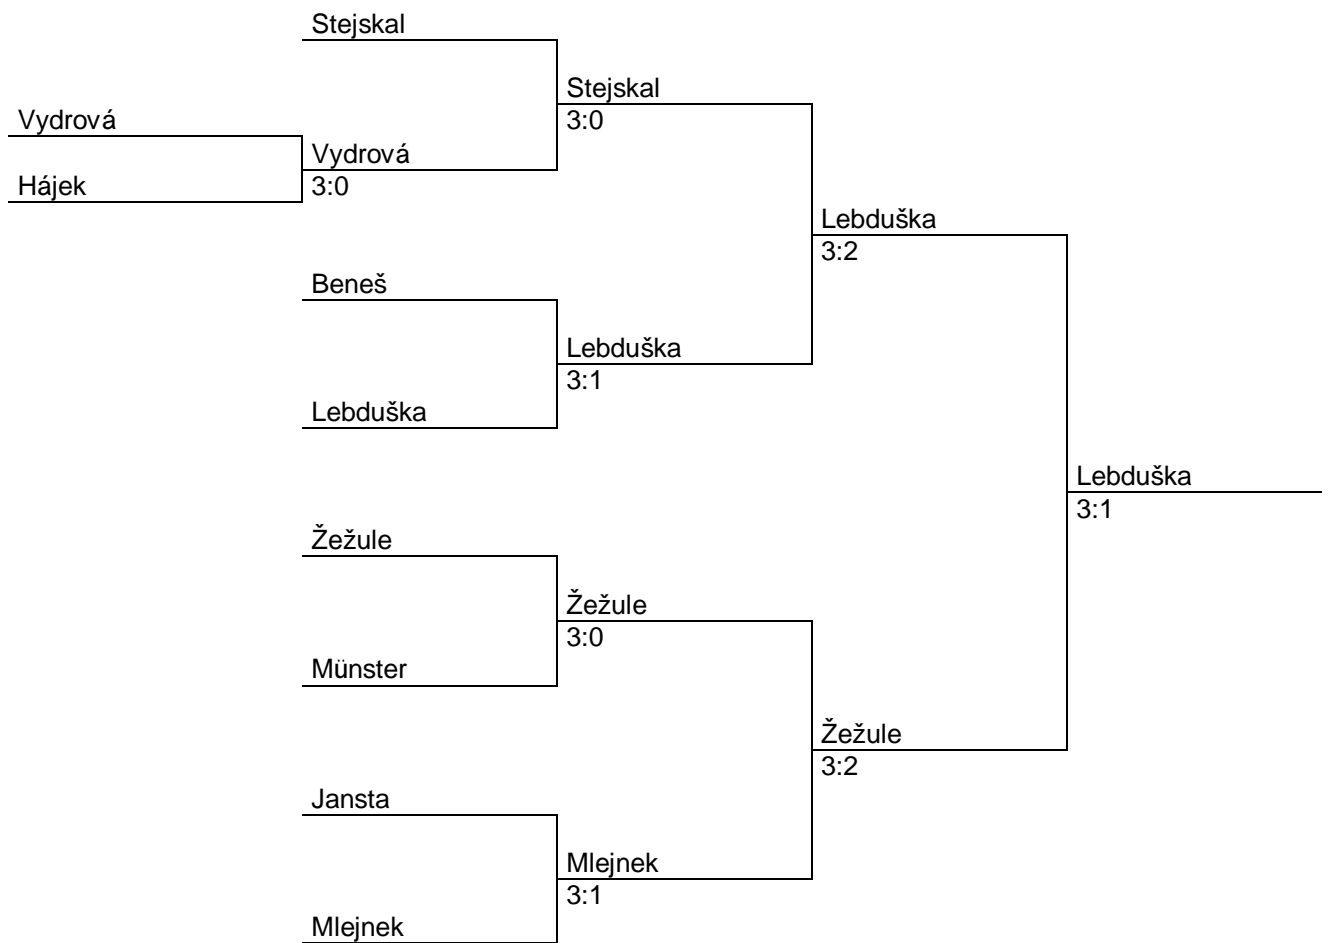 Stejskal
Stejskal
3:0
Vydrová
Vydrová
3:0
Hájek
Lebduška
3:2
Beneš
Lebduška
3:1
Lebduška
Lebduška
3:1
Žežule
Žežule
3:0
Münster
Žežule
3:2
Jansta
Mlejnek
3:1
Mlejnek